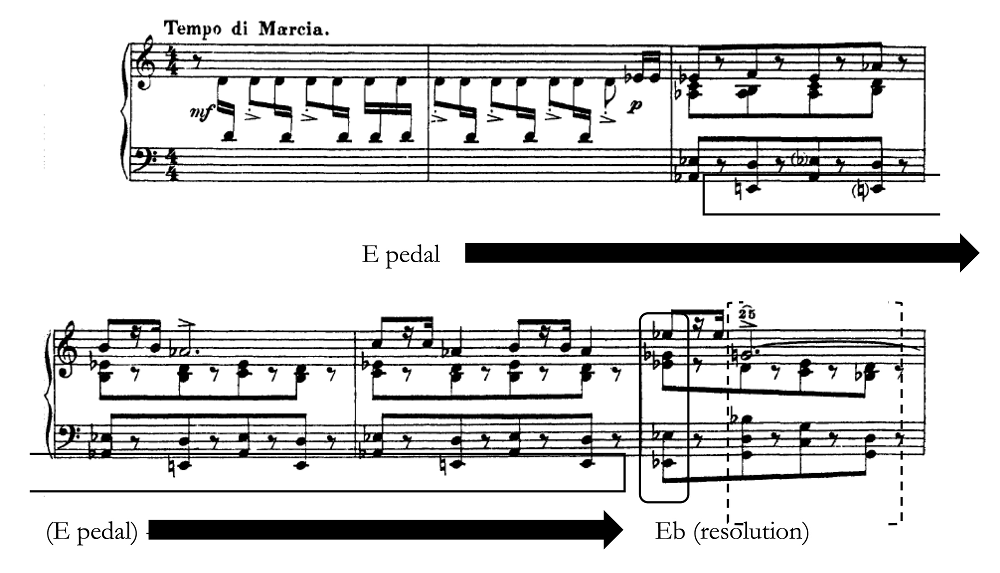 Tempo di Marcia.
mf
p
E pedal
25
(E pedal)
Eb (resolution)